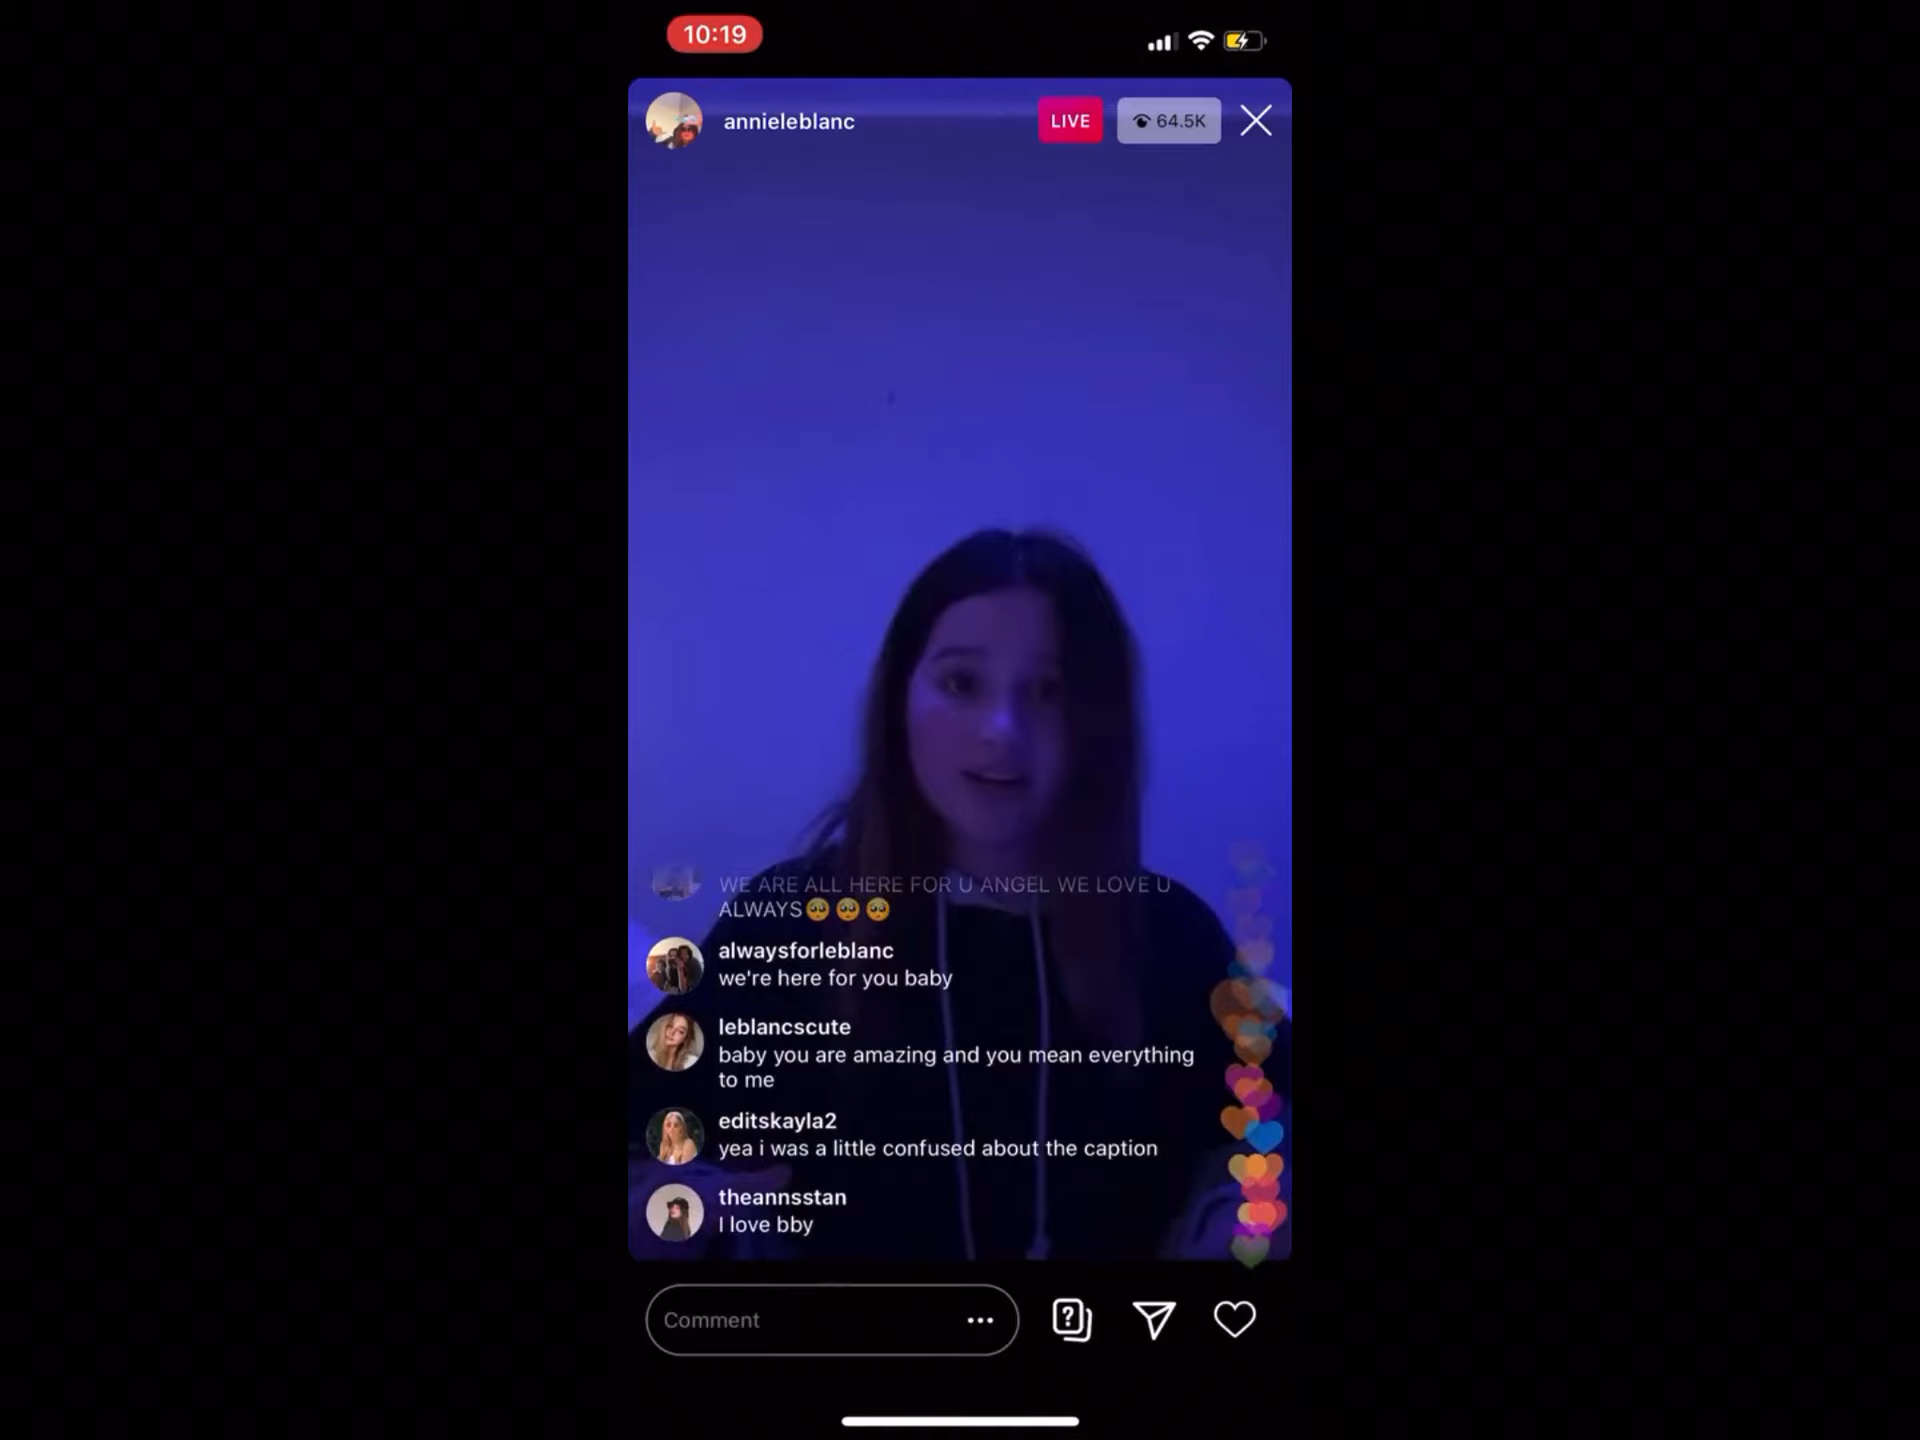 10:19
annieleblanc
LIVE
64.5K
WE ARE ALL HERE FOR U ANGEL WE LOVE U
ALWAYS🥺🥺🥺
alwaysforleblanc
we're here for you baby
leblancscute
baby you are amazing and you mean everything
to me
editskayla2
yea i was a little confused about the caption
theannsstan
I love bby
Comment